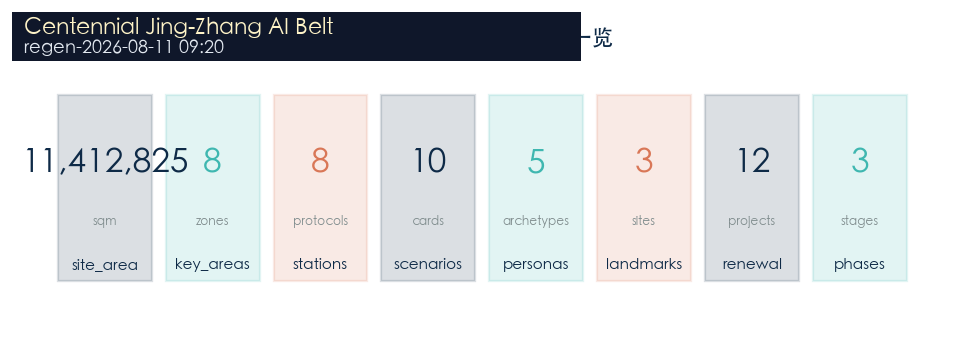 Centennial Jing-Zhang AI Belt
regen-2026-08-11 09:20
览
11,412,825
8
8
10
5
3
12
3
sqm
zones
protocols
cards
archetypes
sites
projects
stages
site_area
key_areas
stations
scenarios
personas
landmarks
renewal
phases